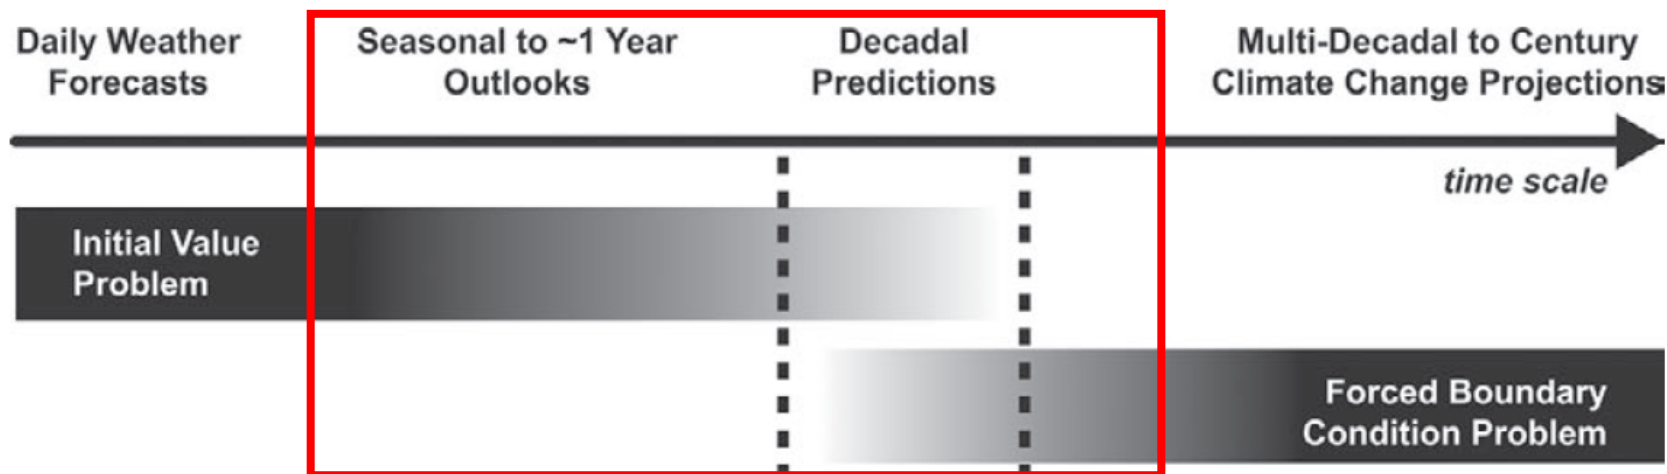 Daily Weather
Forecasts
Seasonal to ~1 Year
Outlooks
Decadal
Predictions
Multi-Decadal to Century
Climate Change Projections
time scale
Initial Value
Problem
Forced Boundary
Condition Problem